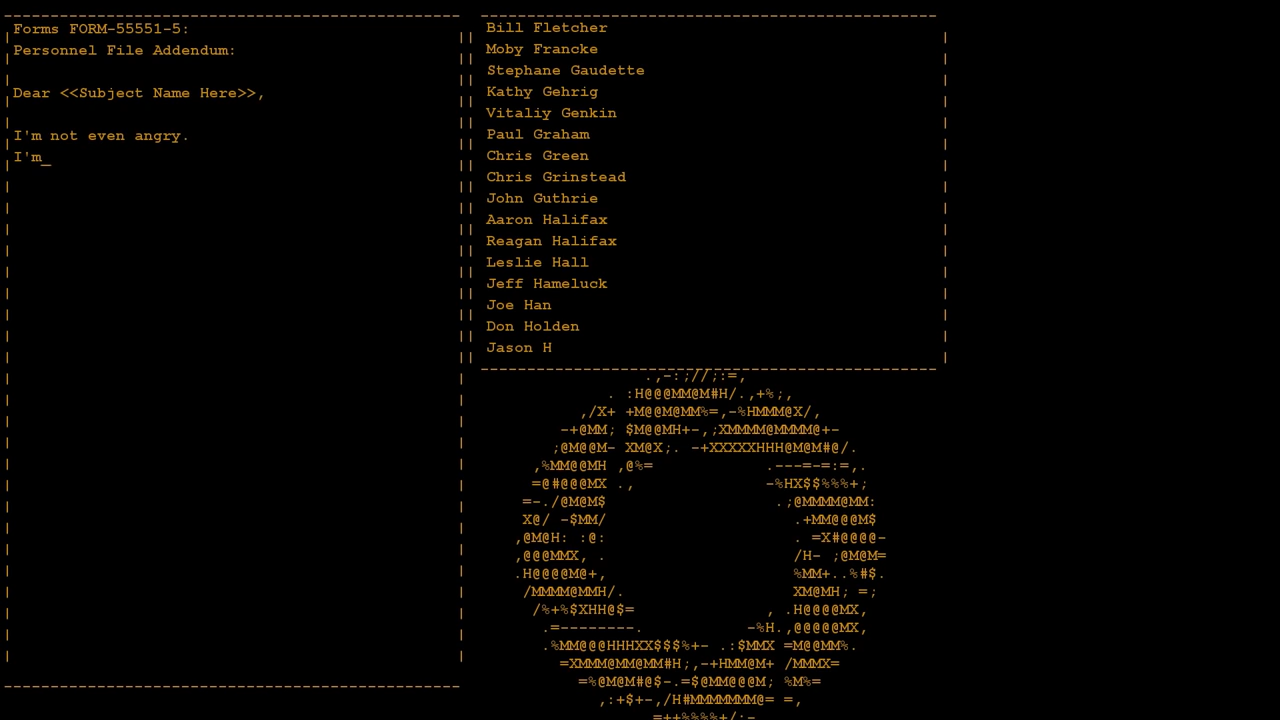 Forms FORM-55551-5:
Personnel File Addendum:
Dear <<Subject Name Here>>,
I'm not even angry.
I'm_
Bill Fletcher
Moby Francke
Stephane Gaudette
Kathy Gehrig
Vitaliy Genkin
Paul Graham
Chris Green
Chris Grinstead
John Guthrie
Aaron Halifax
Reagan Halifax
Leslie Hall
Jeff Hameluck
Joe Han
Don Holden
Jason H